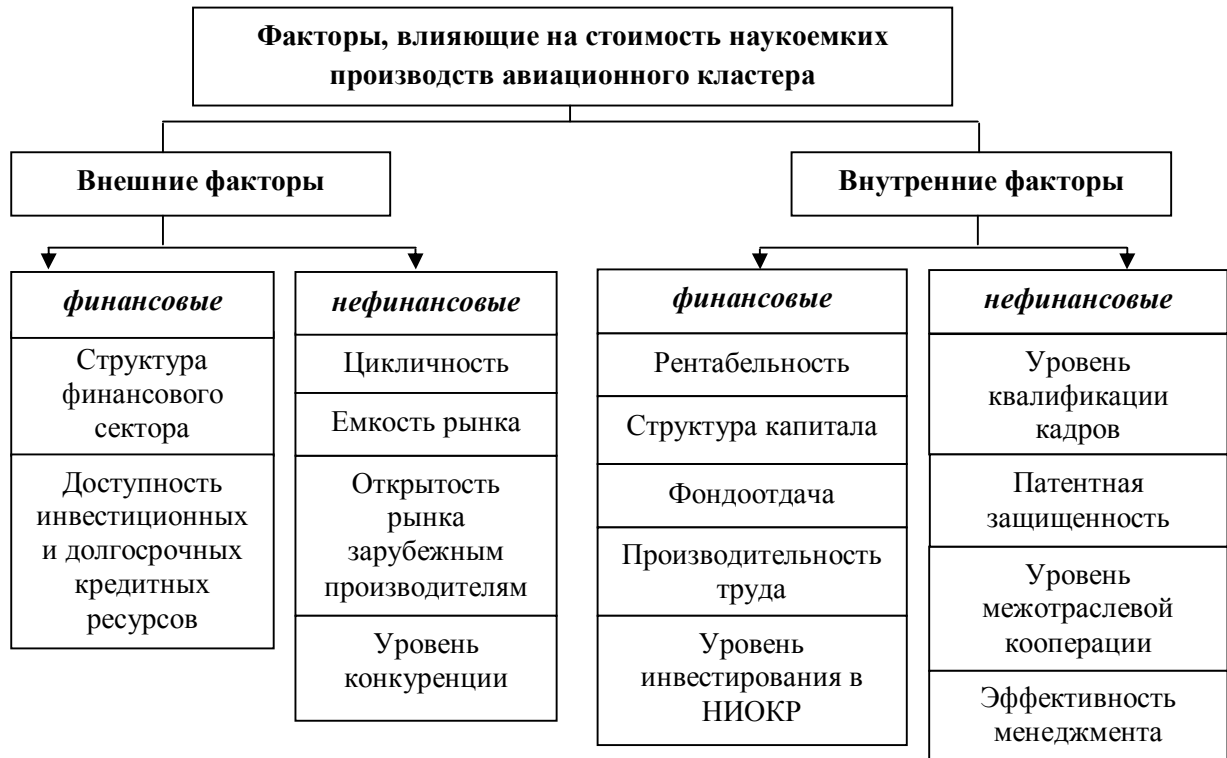 Факторы, влияющие на стоимость наукоемких
производств авиационного кластера
Внешние факторы
Внутренние факторы
финансовые
Структура
финансового
сектора
Доступность
инвестиционных
и долгосрочных
кредитных
ресурсов
нефинансовые
Цикличность
Емкость рынка
Открытость
рынка
зарубежным
производителям
Уровень
конкуренции
финансовые
Рентабельность
Структура капитала
Фондоотдача
Производительность
труда
Уровень
инвестирования в
НИОКР
нефинансовые
Уровень
квалификации
кадров
Патентная
защищенность
Уровень
межотраслевой
кооперации
Эффективность
менеджмента